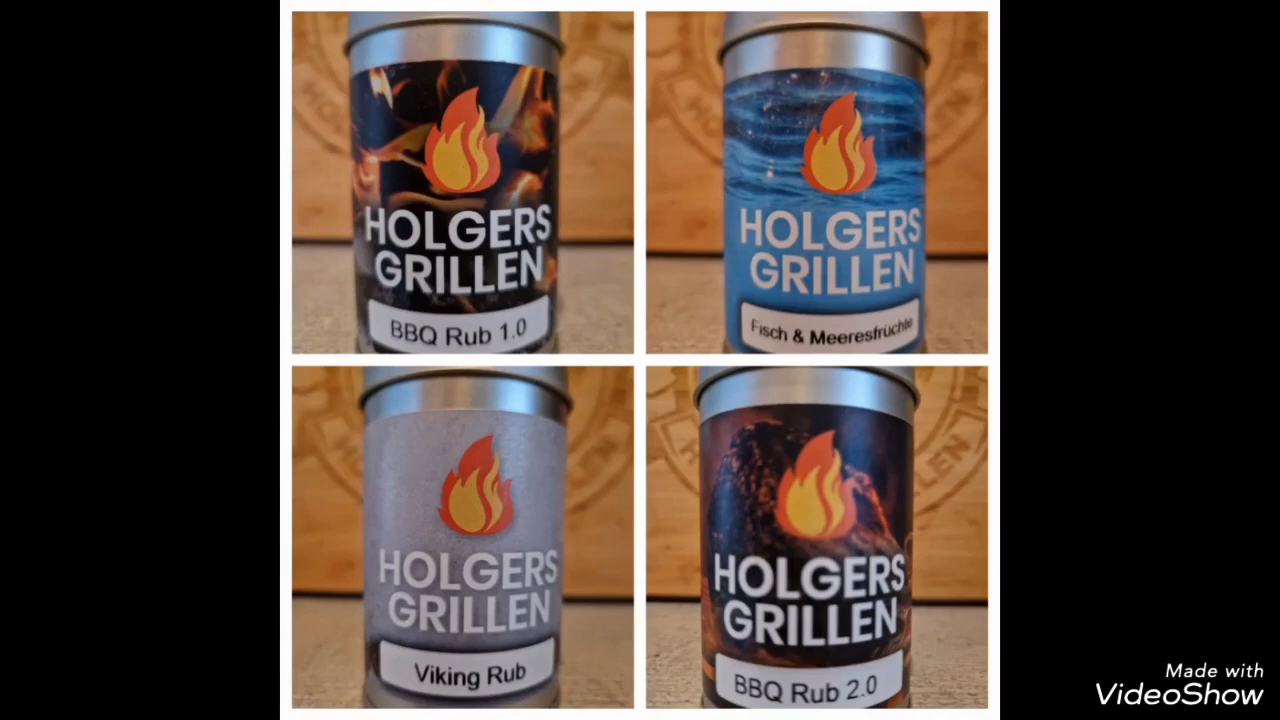 HOLGERS
GRILLEN
BBQ Rub 1.0
HOLGERS
GRILLEN
Fisch & Meeresfrüchte
HOLGERS
GRILLEN
Viking Rub
HOLGERS
GRILLEN
BBQ Rub 2.0
Made with
VideoShow